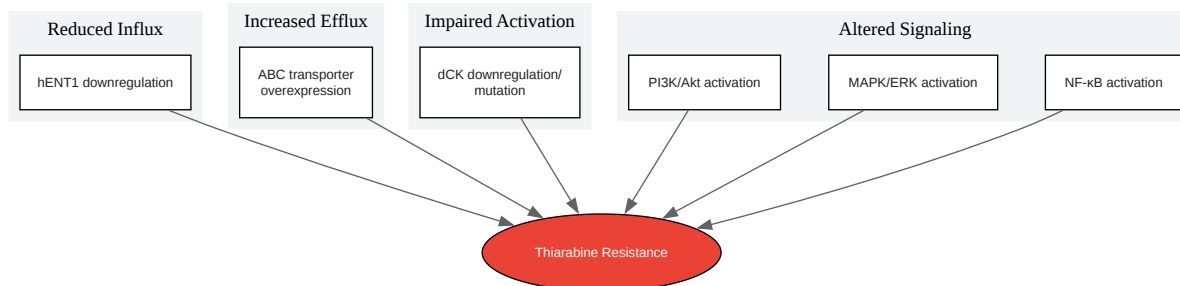 Reduced Influx
hENT1 downregulation
Increased Efflux
ABC transporter
overexpression
Impaired Activation
dCK downregulation/
mutation
Altered Signaling
PI3K/Akt activation
MAPK/ERK activation
NF-κB activation
Thiarabine Resistance